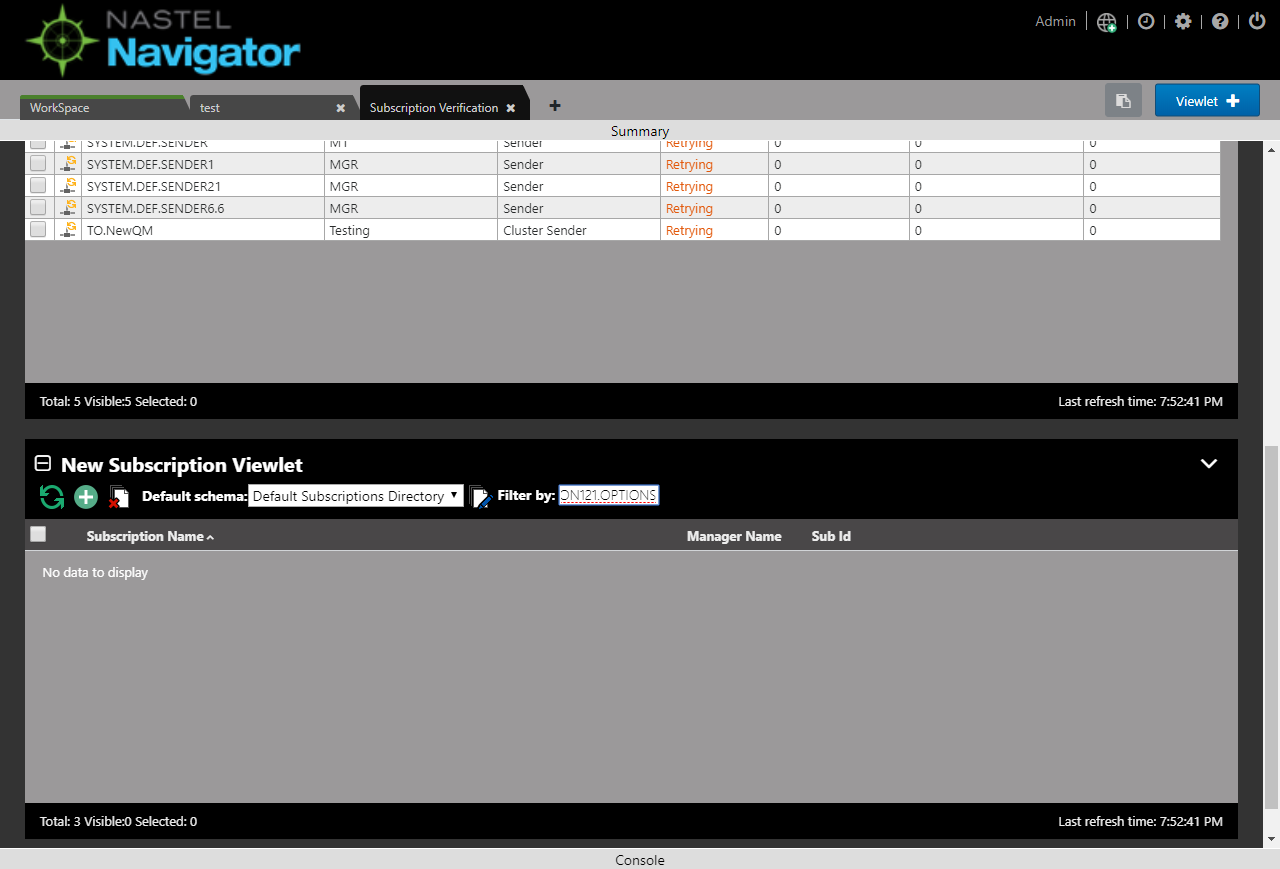 NASTEL
Navigator
Admin
WorkSpace
test
Subscription Verification
Viewlet
Summary
SYSTEM.DEF.SENDER MT Sender Retrying 0 0 0
SYSTEM.DEF.SENDER1 MGR Sender Retrying 0 0 0
SYSTEM.DEF.SENDER21 MGR Sender Retrying 0 0 0
SYSTEM.DEF.SENDER6.6 MGR Sender Retrying 0 0 0
TO.NewQM Testing Cluster Sender Retrying 0 0 0
Total: 5 Visible:5 Selected: 0 Last refresh time: 7:52:41 PM
New Subscription Viewlet
Default schema: Default Subscriptions Directory Filter by: ON121.OPTIONS
Subscription Name Manager Name Sub Id
No data to display
Total: 3 Visible:0 Selected: 0 Last refresh time: 7:52:41 PM
Console